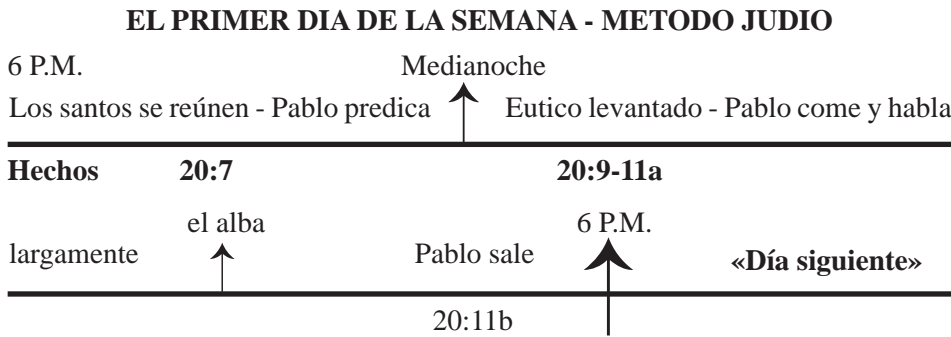 EL PRIMER DIA DE LA SEMANA - METODO JUDIO
6 P.M. Medianoche
Los santos se reúnen - Pablo predica Eutico levantado - Pablo come y habla
Hechos 20:7 20:9-11a
el alba 6 P.M.
largamente Pablo sale «Día siguiente»
20:11b